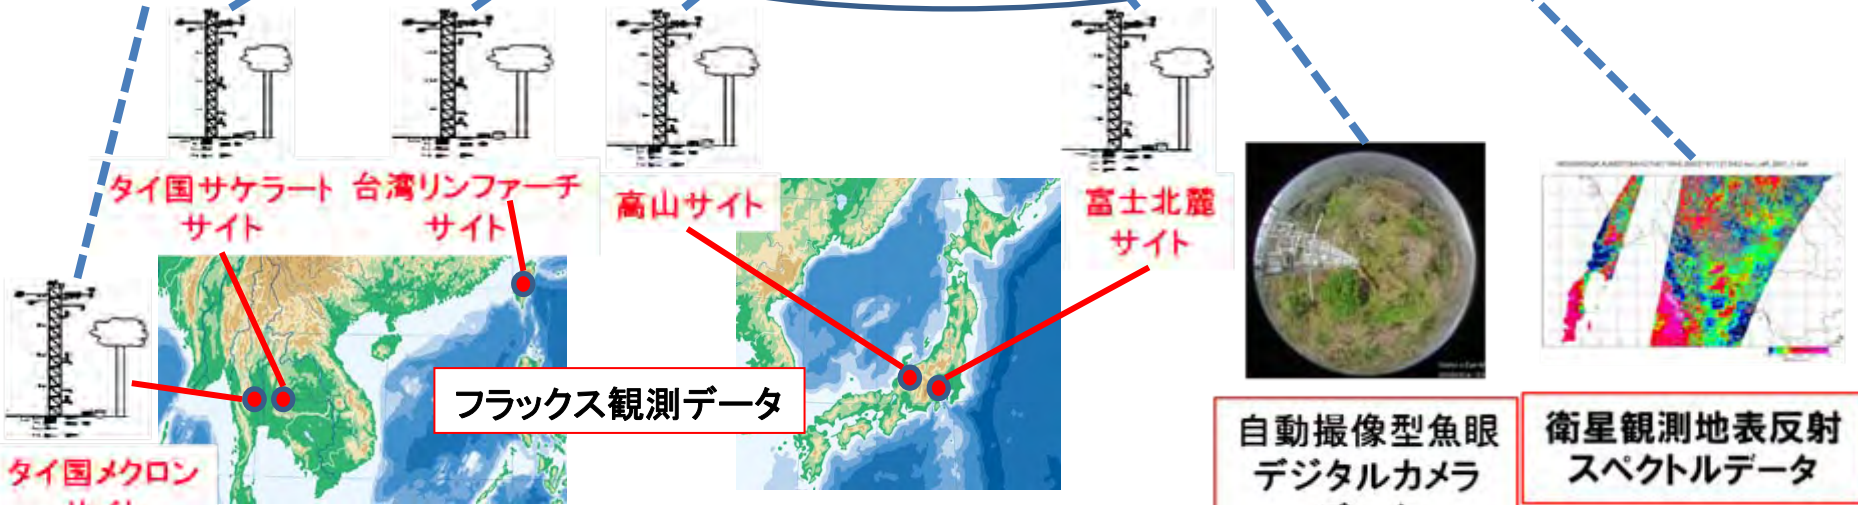 タイ国サケラート
サイト
台湾リンファーチ
サイト
高山サイト
富士北麓
サイト
タイ国メクロン
サイト
フラックス観測データ
自動撮像型魚眼
デジタルカメラ
衛星観測地表反射
スペクトルデータ